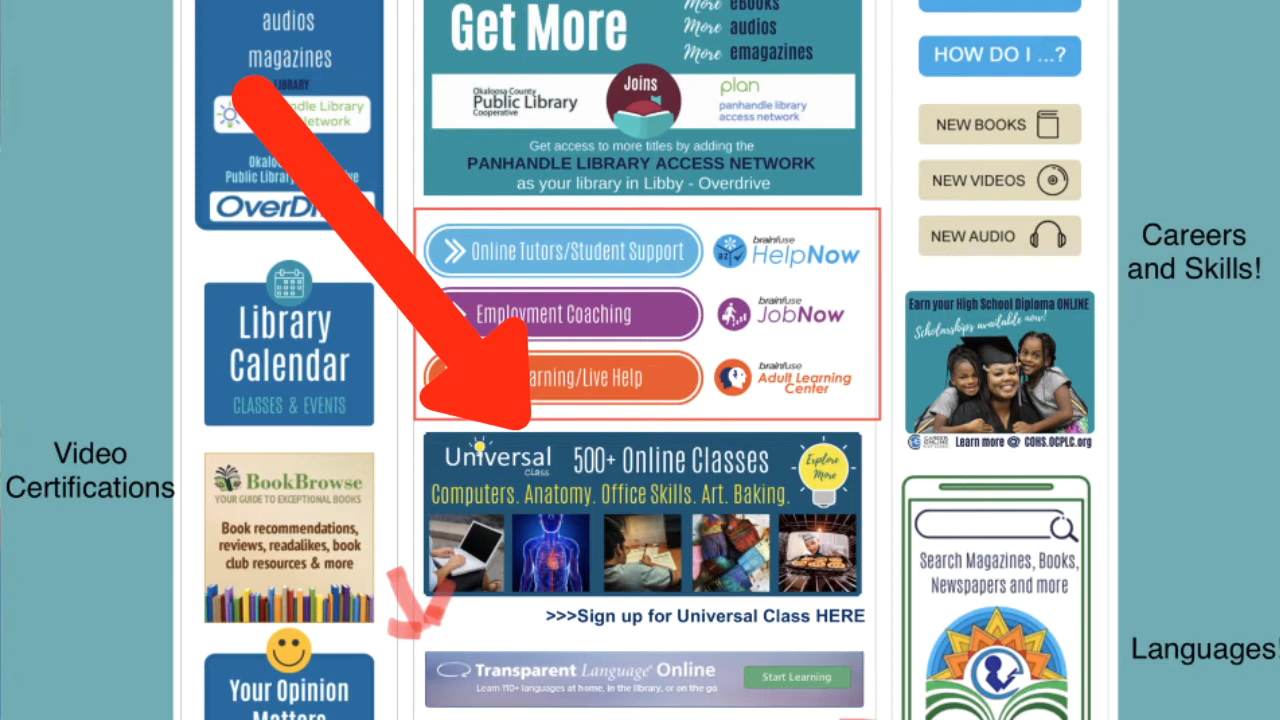 audios
magazines
LIBRARY
ndle Library
Network
Okalo
Public Library
OverD
Library
Calendar
CLASSES & EVENTS
BookBrowse
YOUR GUIDE TO EXCEPTIONAL BOOKS
Book recommendations,
reviews, readalikes, book
club resources & more
Your Opinion
Matters
Video
Certifications
Get More
More eBooks
More audios
More emagazines
Okaloosa County
Public Library
Cooperative
Joins
plan
panhandle library
access network
Get access to more titles by adding the
PANHANDLE LIBRARY ACCESS NETWORK
as your library in Libby - Overdrive
Online Tutors/Student Support
brainfuse
HelpNow
Employment Coaching
brainfuse
JobNow
arning/Live Help
brainfuse
Adult Learning
Center
Universal
Class
500+ Online Classes
Explore
More
Computers. Anatomy. Office Skills. Art. Baking.
>>>Sign up for Universal Class HERE
Transparent Language Online
Learn 110+ languages at home, in the library, or on the go
Start Learning
HOW DO I ...?
NEW BOOKS
NEW VIDEOS
NEW AUDIO
Earn your High School Diploma ONLINE
Scholarships available now!
Learn more @ COHS.OCPLC.org
Search Magazines, Books,
Newspapers and more
Careers
and Skills!
Languages!